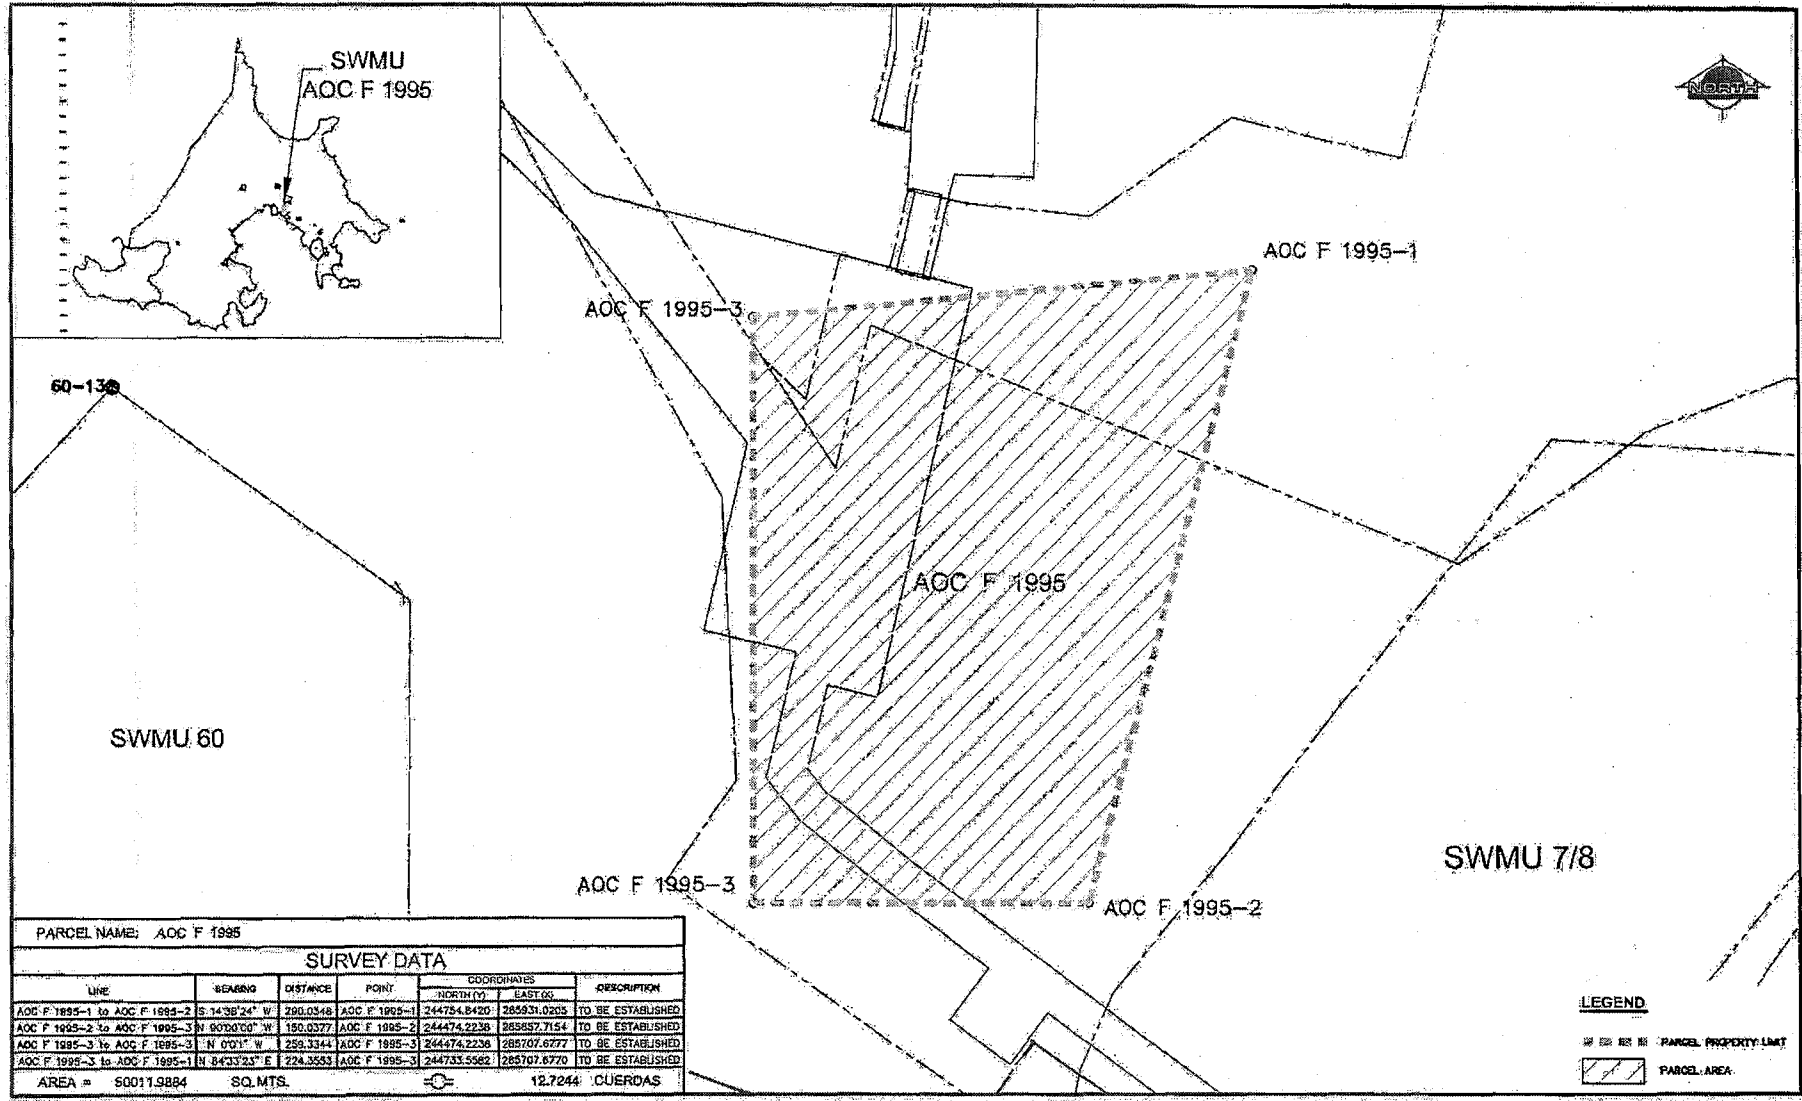 SWMU
AOC F 1995
NORTH
AOC F 1995-1
AOC F 1995-3
60-13
AOC F 1995
SWMU 60
SWMU 7/8
AOC F 1995-3
AOC F 1995-2
PARCEL NAME: AOC F 1995
SURVEY DATA
LINE BEARING DISTANCE POINT COORDINATES DESCRIPTION
NORTH (Y) EAST (X)
AOC F 1995-1 to AOC F 1995-2 S 14°38'24" W 290.0348 AOC F 1995-1 244754.8420 285931.0205 TO BE ESTABLISHED
AOC F 1995-2 to AOC F 1995-3 N 90°00'00" W 150.0377 AOC F 1995-2 244474.2238 285857.7154 TO BE ESTABLISHED
AOC F 1995-3 to AOC F 1995-3 N 0°0'1" W 259.3344 AOC F 1995-3 244474.2238 285707.6777 TO BE ESTABLISHED
AOC F 1995-3 to AOC F 1995-1 N 84°33'23" E 224.3553 AOC F 1995-3 244733.5582 285707.6770 TO BE ESTABLISHED
AREA = 50011.9884 SQ.MTS. 12.7244 CUERDAS
LEGEND
PARCEL PROPERTY LIMIT
PARCEL AREA